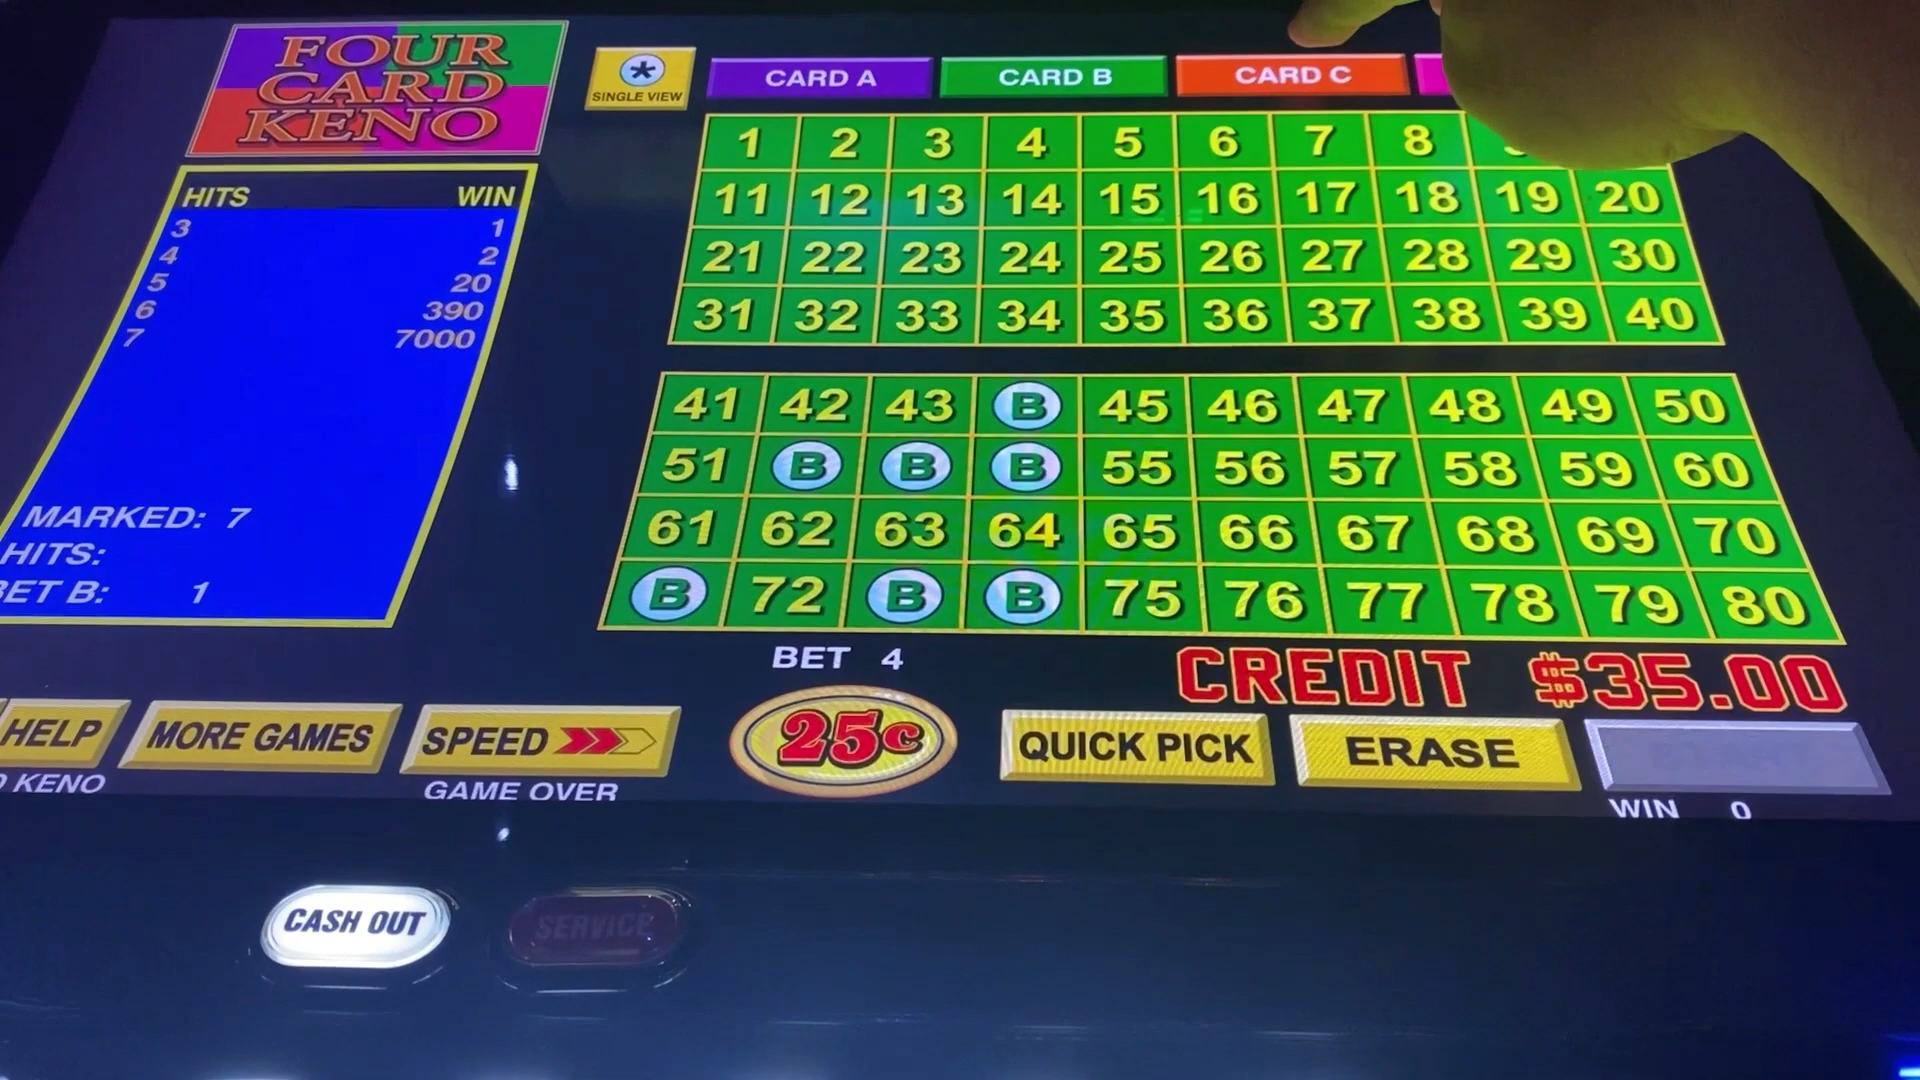 FOUR
CARD
KENO
SINGLE VIEW
CARD A
CARD B
CARD C
HITS WIN
3 1
4 2
5 20
6 390
7 7000
MARKED: 7
HITS:
BET B: 1
1 2 3 4 5 6 7 8
11 12 13 14 15 16 17 18 19 20
21 22 23 24 25 26 27 28 29 30
31 32 33 34 35 36 37 38 39 40
41 42 43 B 45 46 47 48 49 50
51 B B B 55 56 57 58 59 60
61 62 63 64 65 66 67 68 69 70
B 72 B B 75 76 77 78 79 80
BET 4
CREDIT $35.00
HELP
MORE GAMES
SPEED
25¢
QUICK PICK
ERASE
KENO
GAME OVER
WIN 0
CASH OUT
SERVICE